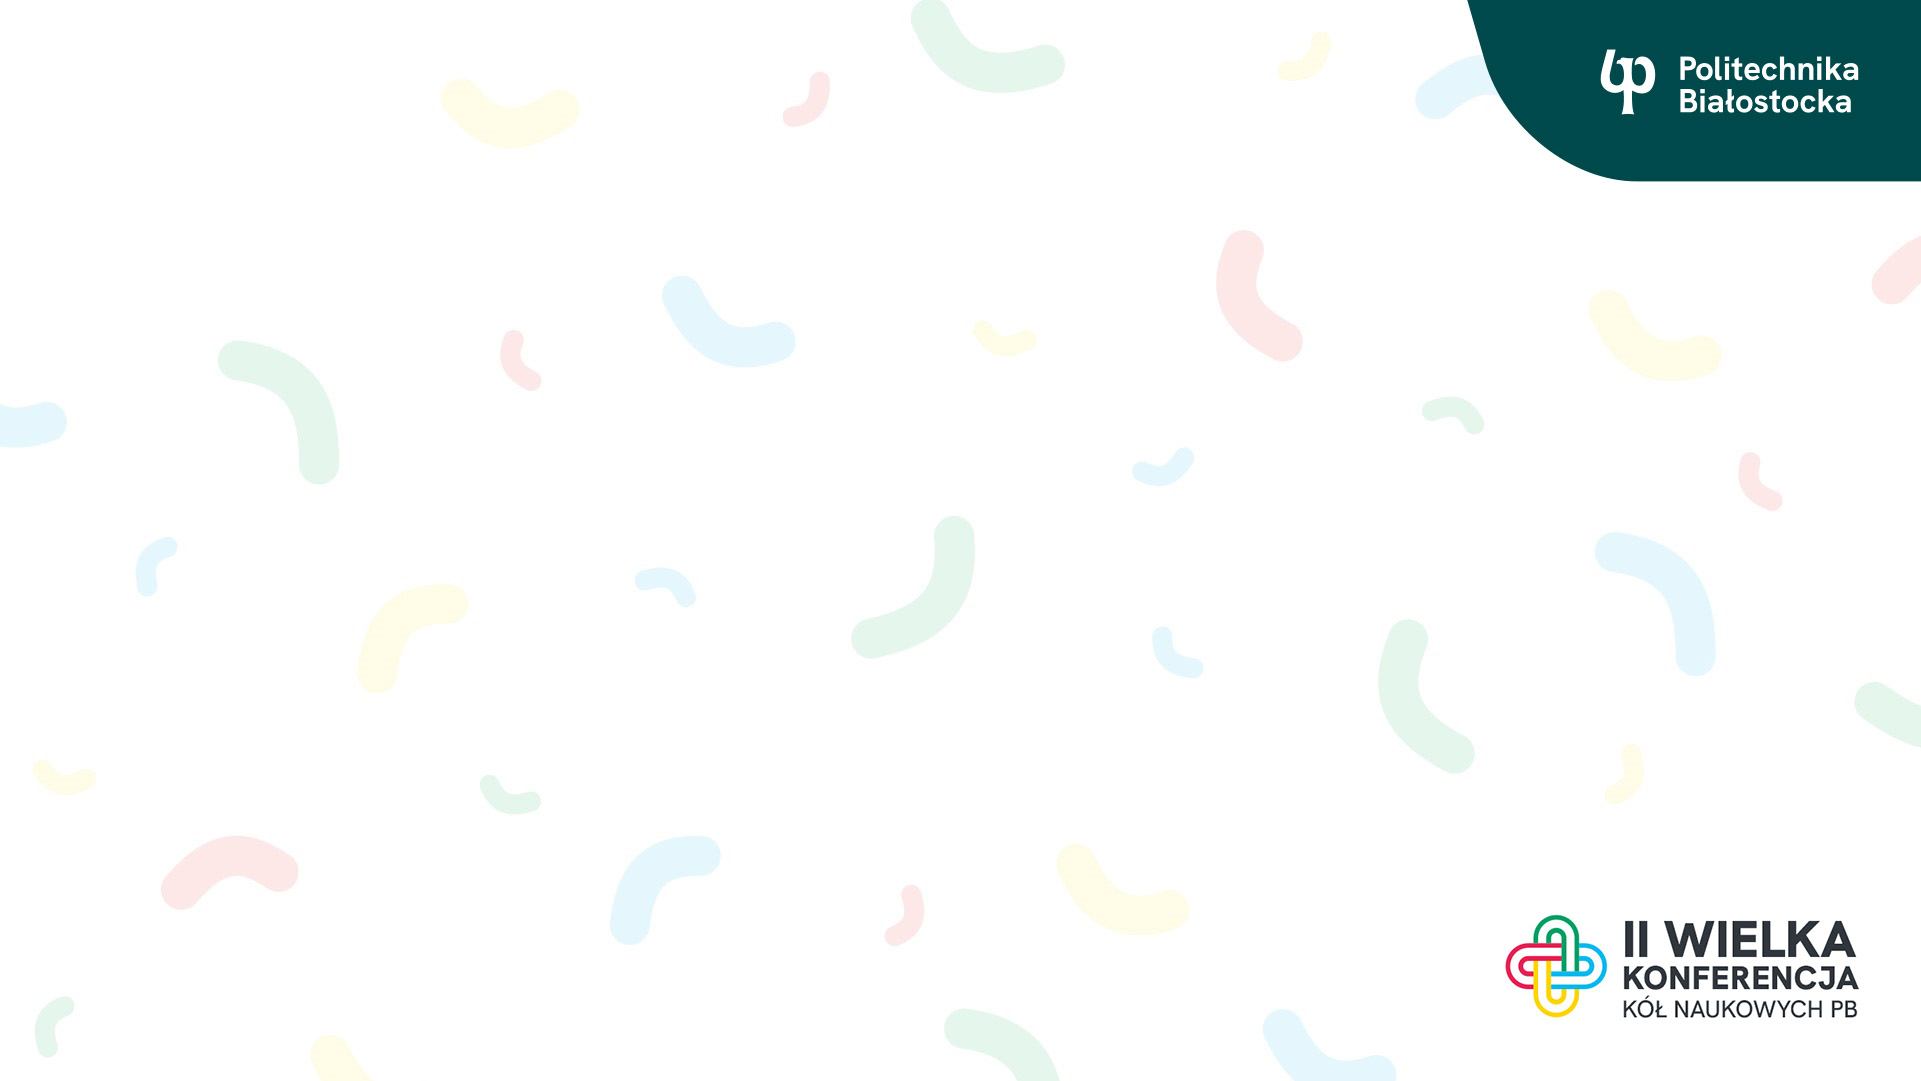 Politechnika
Białostocka
II WIELKA
KONFERENCJA
KÓŁ NAUKOWYCH PB